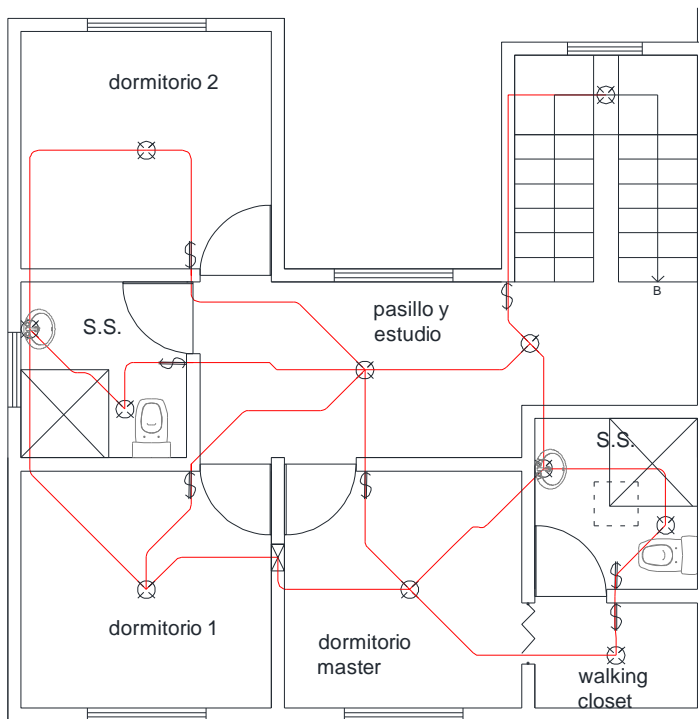 dormitorio 2
pasillo y
estudio
B
S.S.
S.S.
dormitorio 1
dormitorio
master
walking
closet
S
S
S
S
S
S
S